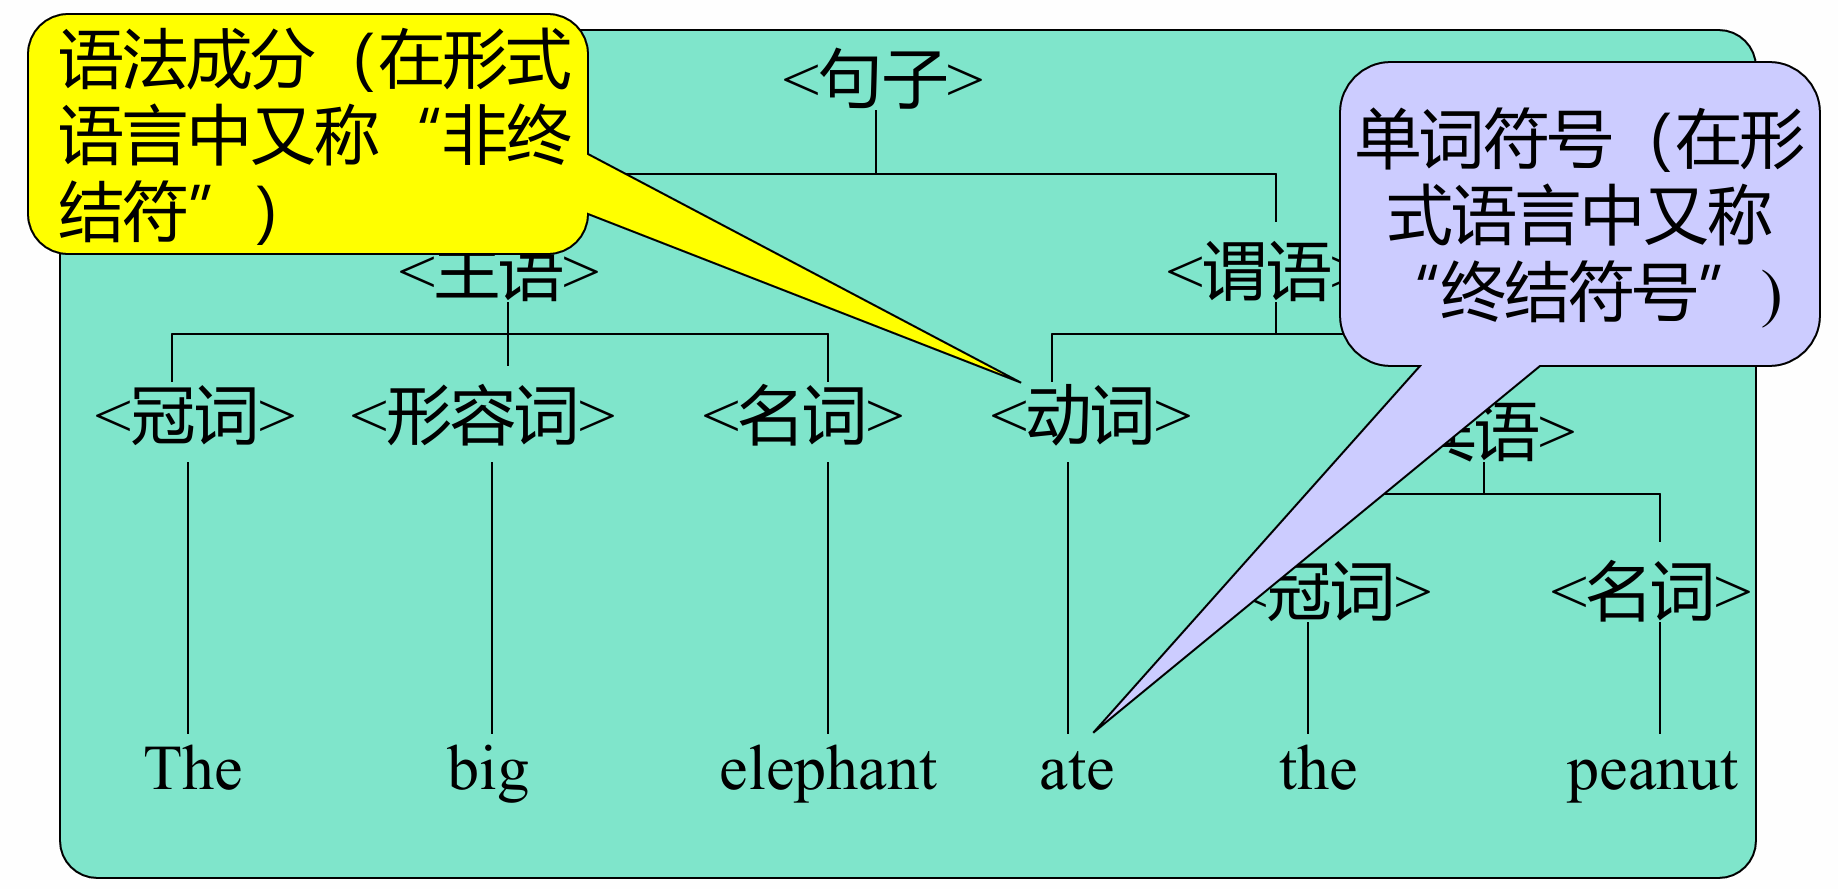 语法成分（在形式
语言中又称“非终
结符”）
<句子>
单词符号（在形
式语言中又称
“终结符号”）
<主语>
<谓语>
<冠词>
<形容词>
<名词>
<动词>
宾语>
<冠词>
<名词>
The
big
elephant
ate
the
peanut